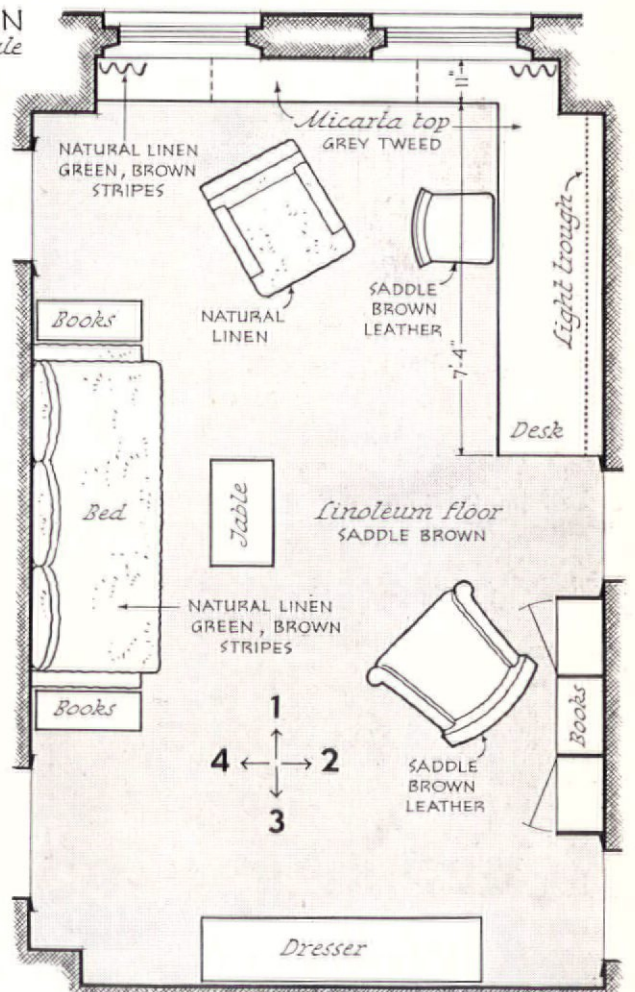 N
NATURAL LINEN
GREEN, BROWN
STRIPES
Micarta top
GREY TWEED
11"
NATURAL
LINEN
SADDLE
BROWN
LEATHER
Light trough
7'-4"
Desk
Books
Bed
Table
Linoleum floor
SADDLE BROWN
NATURAL LINEN
GREEN, BROWN
STRIPES
Books
1
4 2
3
SADDLE
BROWN
LEATHER
Books
Dresser